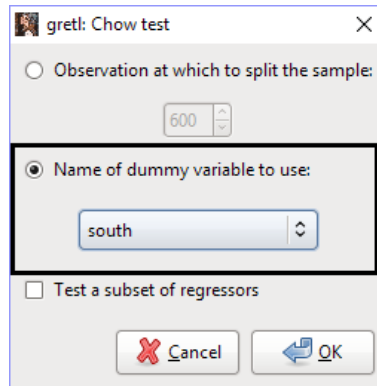 gretl: Chow test
Observation at which to split the sample:
600
Name of dummy variable to use:
south
Test a subset of regressors
Cancel OK